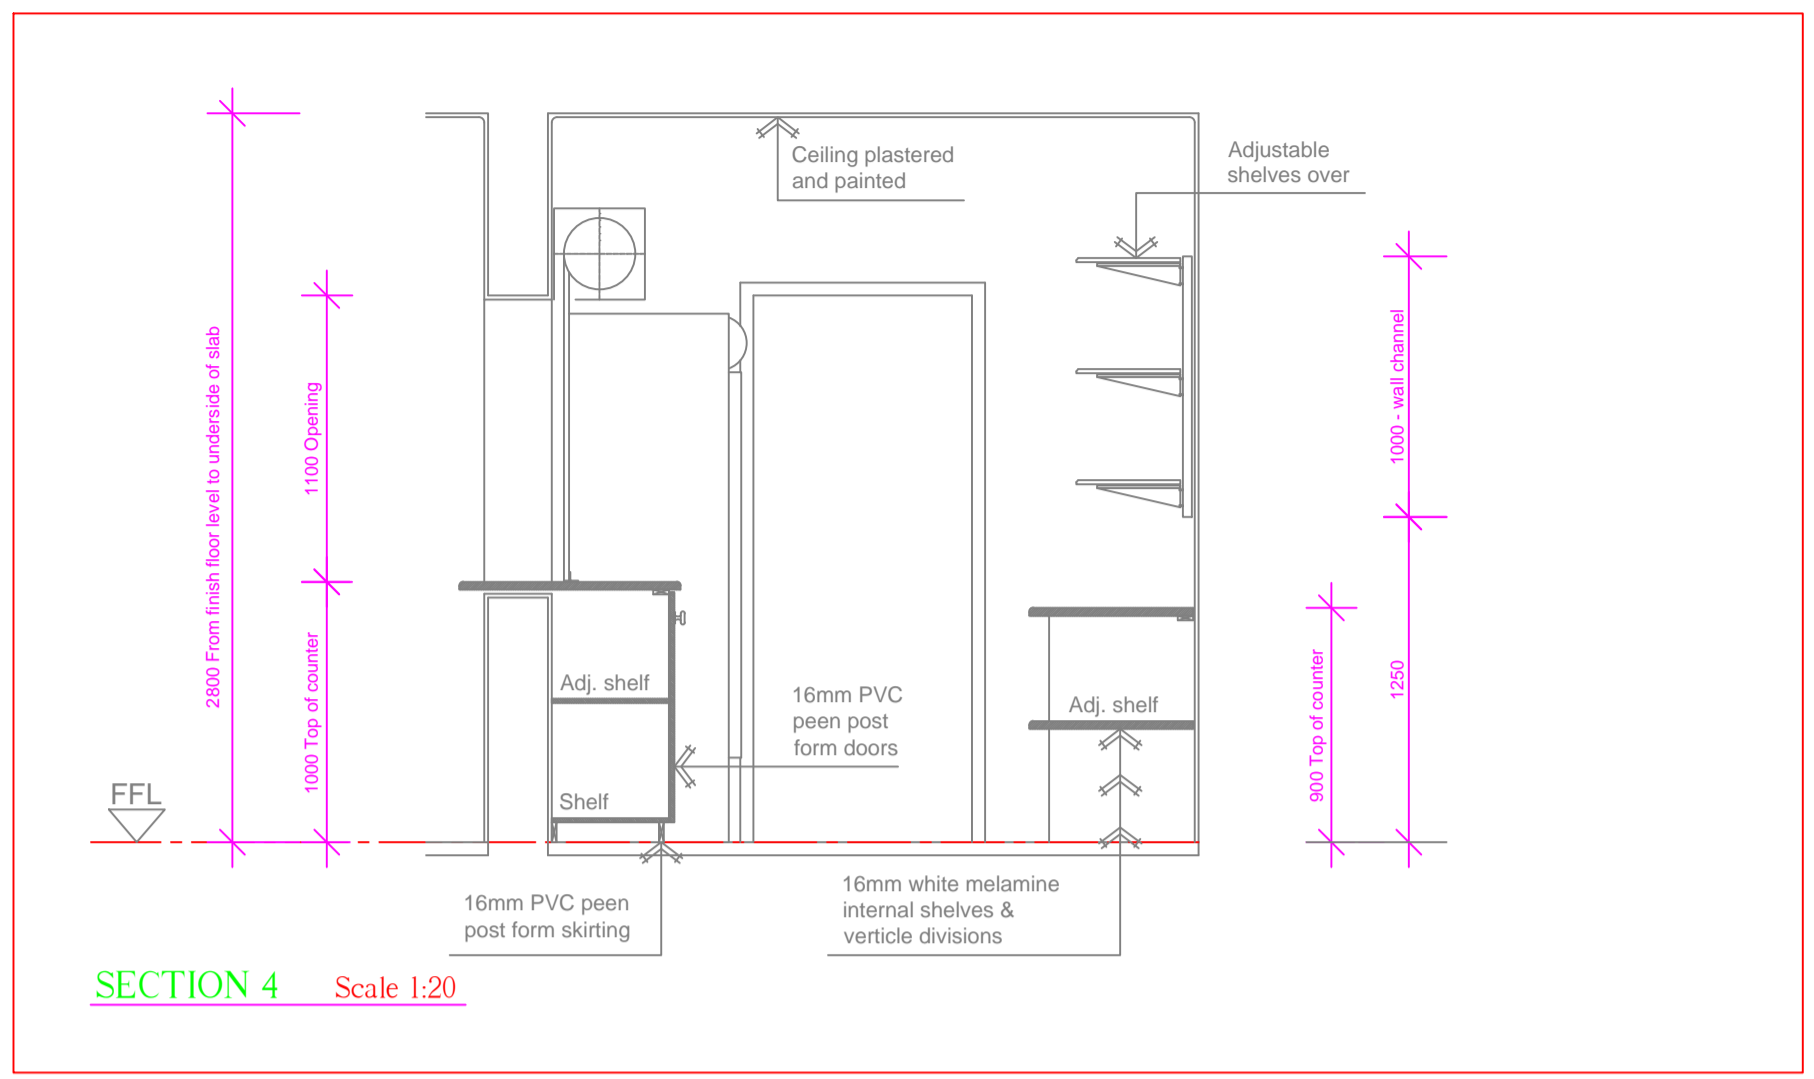 Ceiling plastered
and painted
Adjustable
shelves over
2800 From finish floor level to underside of slab
1100 Opening
1000 - wall channel
1000 Top of counter
Adj. shelf
16mm PVC
peen post
form doors
Adj. shelf
900 Top of counter
1250
FFL
Shelf
16mm PVC peen
post form skirting
16mm white melamine
internal shelves &
verticle divisions
SECTION 4
Scale 1:20